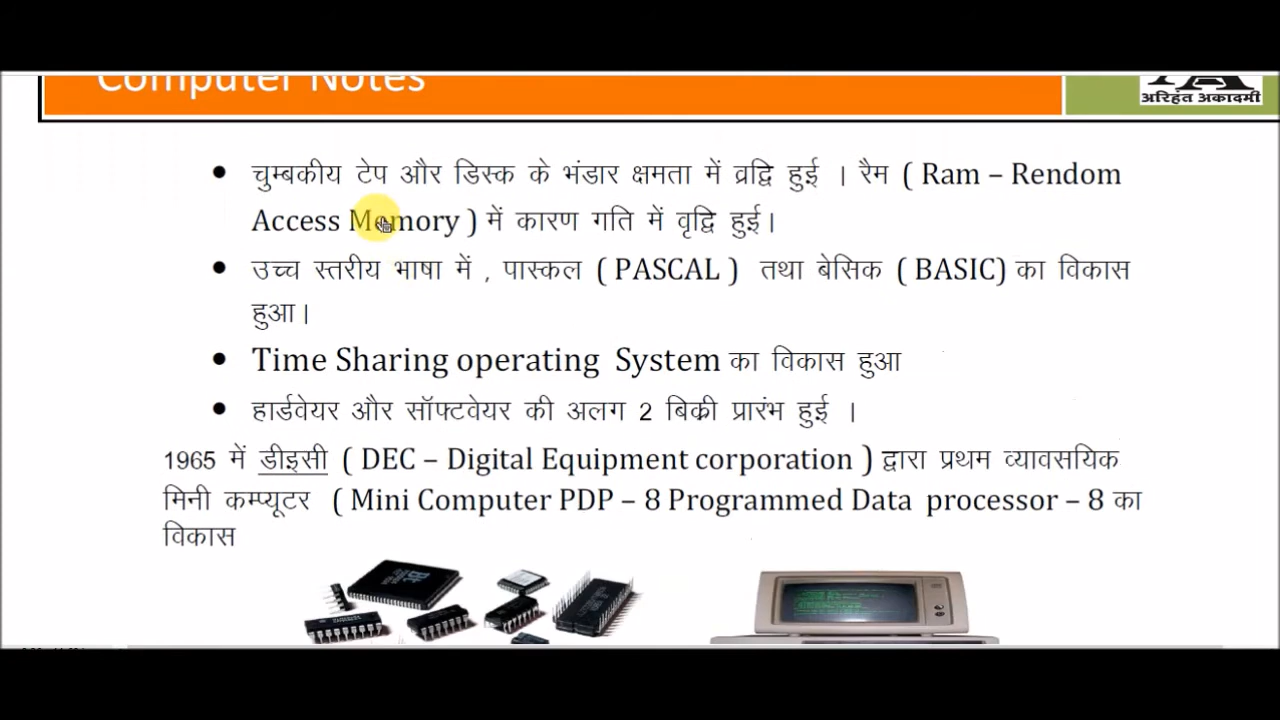 Computer Notes
अरिहंत अकादमी
• चुम्बकीय टेप और डिस्क के भंडार क्षमता में व्रद्वि हुई । रैम ( Ram – Rendom
Access Memory ) में कारण गति में वृद्वि हुई।
• उच्च स्तरीय भाषा में , पास्कल ( PASCAL ) तथा बेसिक ( BASIC) का विकास
हुआ।
• Time Sharing operating System का विकास हुआ
• हार्डवेयर और सॉफ्टवेयर की अलग 2 बिक्री प्रारंभ हुई ।
1965 में डीइसी ( DEC – Digital Equipment corporation ) द्वारा प्रथम व्यावसयिक
मिनी कम्प्यूटर ( Mini Computer PDP – 8 Programmed Data processor – 8 का
विकास